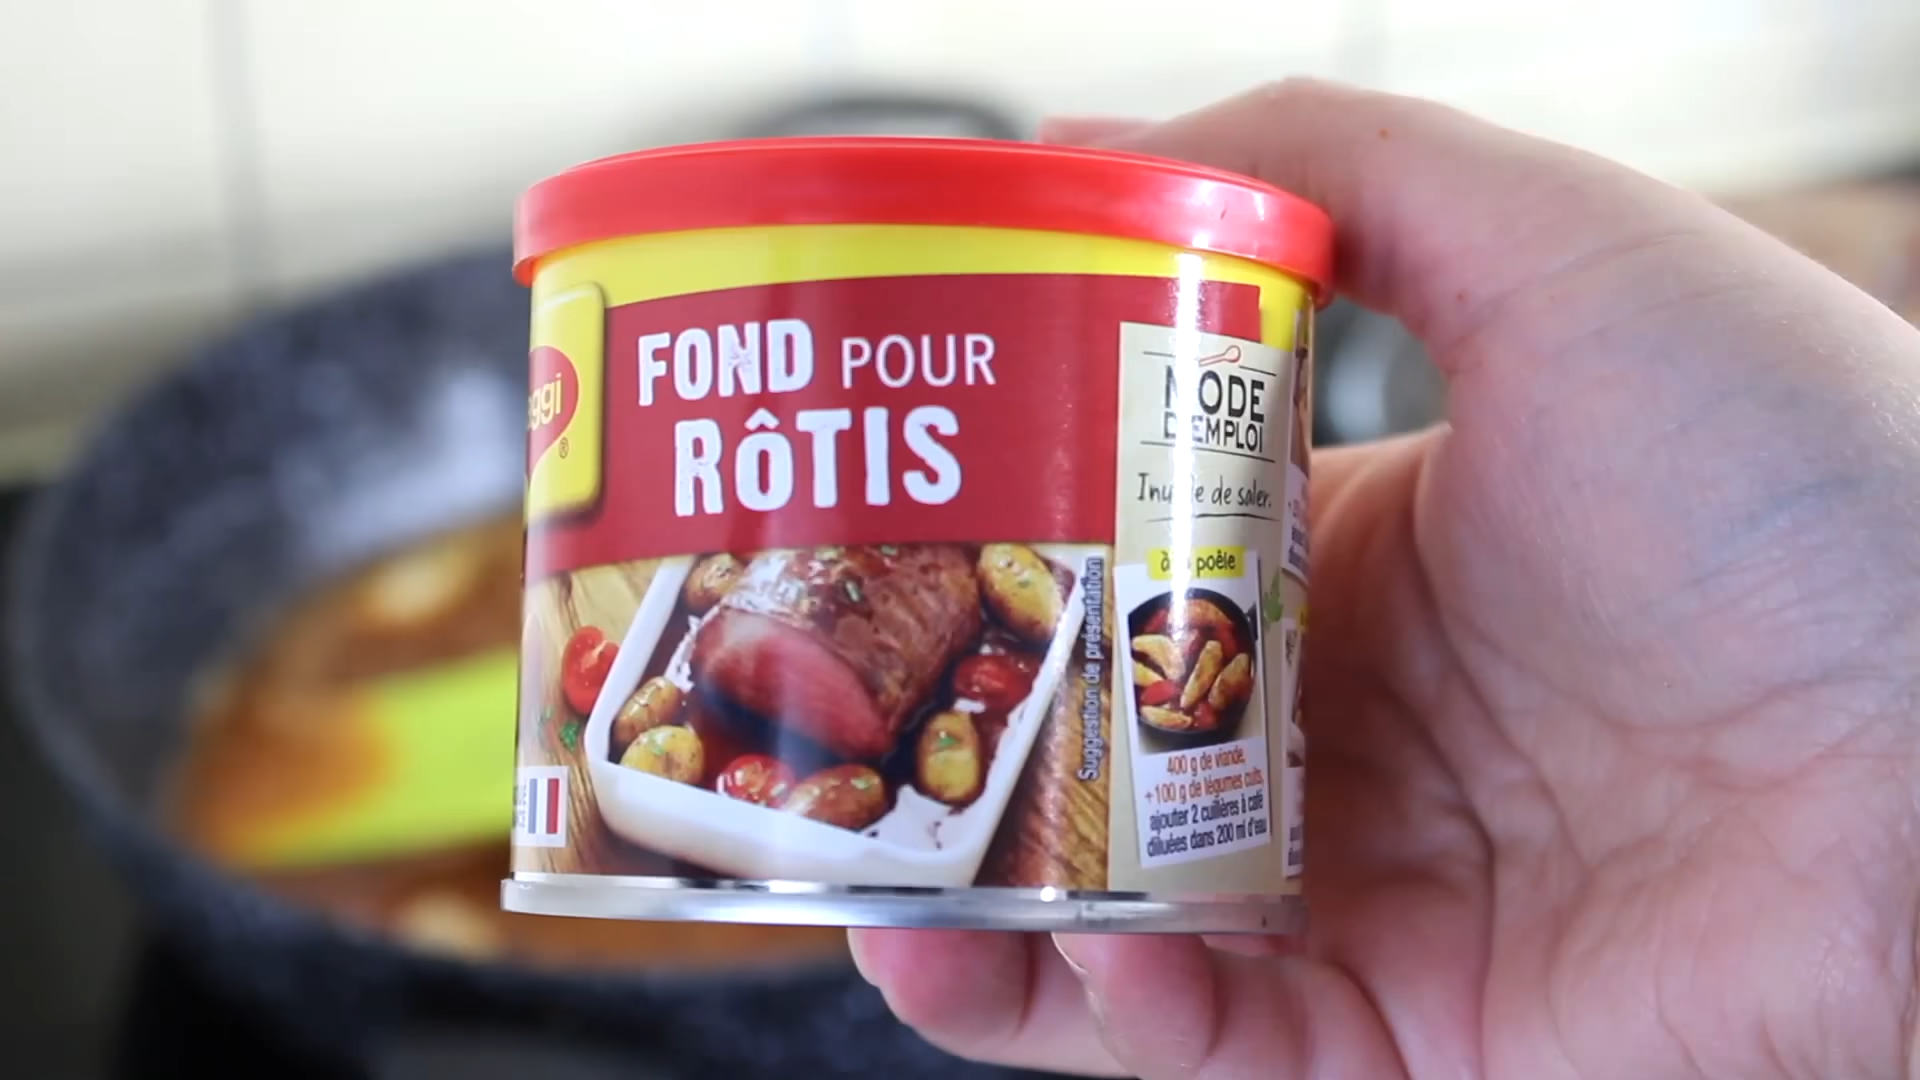 FOND POUR
RÔTIS
ggi
®
MODE
D'EMPLOI
de saler.
poêle
Suggestion de présentation
400 g de viande,
+100 g de légumes cuits,
ajouter 2 cuillères à café
diluées dans 200 ml d'eau